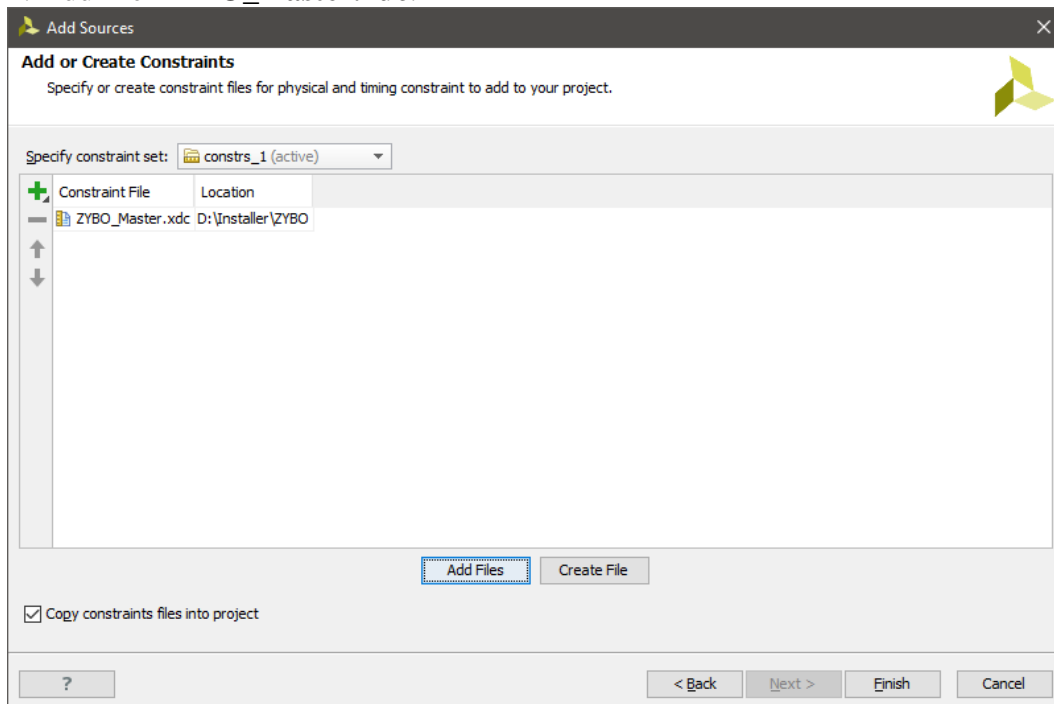 Add Sources
Add or Create Constraints
Specify or create constraint files for physical and timing constraint to add to your project.
Specify constraint set: constrs_1 (active)
Constraint File Location
ZYBO_Master.xdc D:\Installer\ZYBO
Add Files Create File
Copy constraints files into project
? < Back Next > Finish Cancel